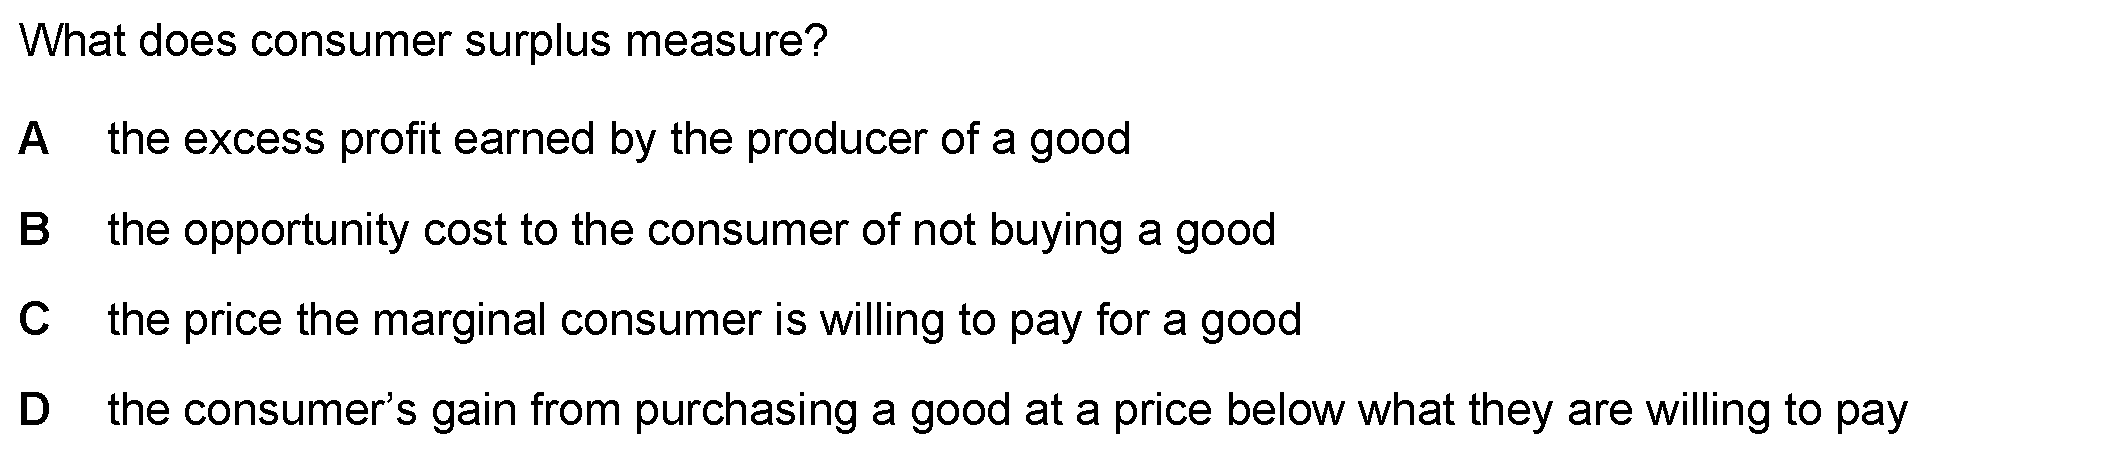 What does consumer surplus measure?
A the excess profit earned by the producer of a good
B the opportunity cost to the consumer of not buying a good
C the price the marginal consumer is willing to pay for a good
D the consumer’s gain from purchasing a good at a price below what they are willing to pay